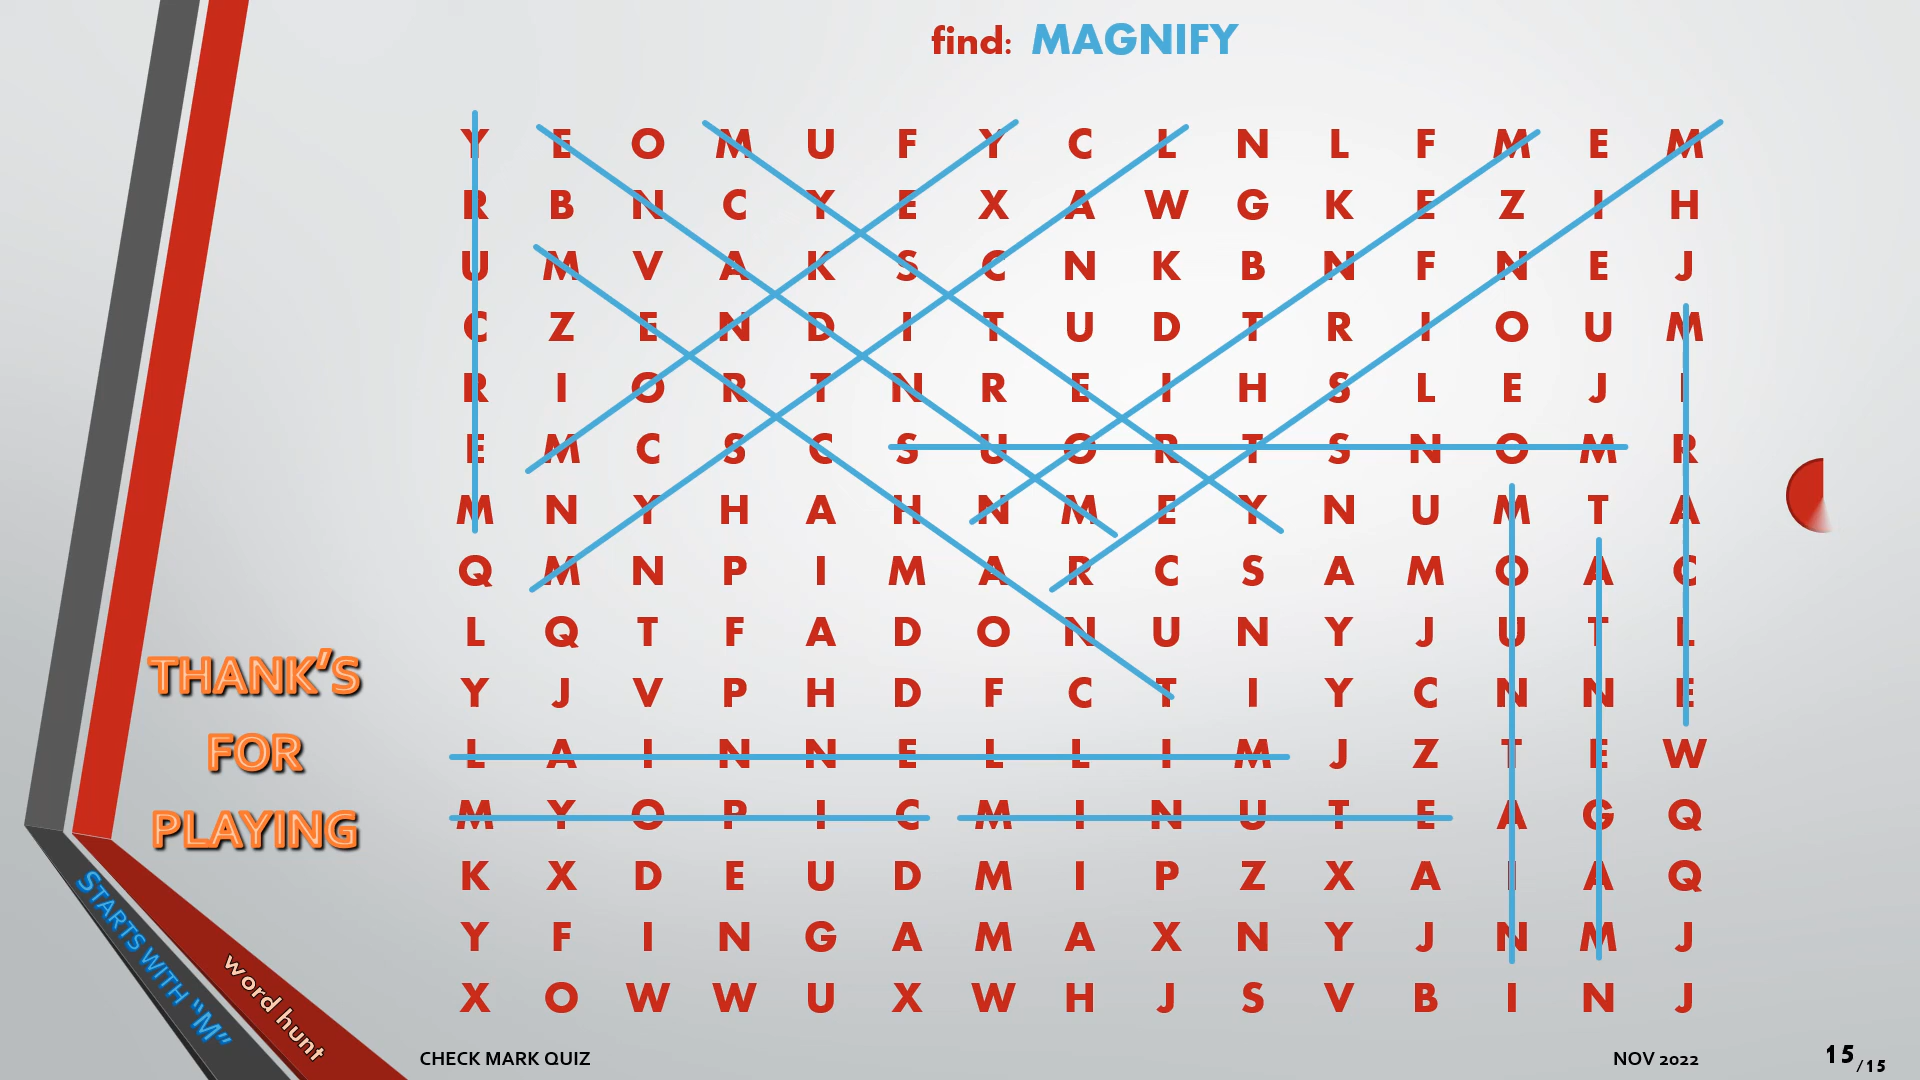 find: MAGNIFY
Y E O M U F Y C L N L F M E M
R B N C Y E X A W G K E Z I H
U M V A K S C N K B N F N E J
C Z E N D I T U D T R I O U M
R I O R T N R E I H S L E J I
E M C S C S U O R T S N O M R
M N Y H A H N M E Y N U M T A
Q M N P I M A R C S A M O A C
L Q T F A D O N U N Y J U T L
Y J V P H D F C T I Y C N N E
L A I N N E L L I M J Z T E W
M Y O P I C M I N U T E A G Q
K X D E U D M I P Z X A I A Q
Y F I N G A M A X N Y J N M J
X O W W U X W H J S V B I N J
THANK'S
FOR
PLAYING
STARTS WITH "M"
word hunt
CHECK MARK QUIZ
NOV 2022
15/15